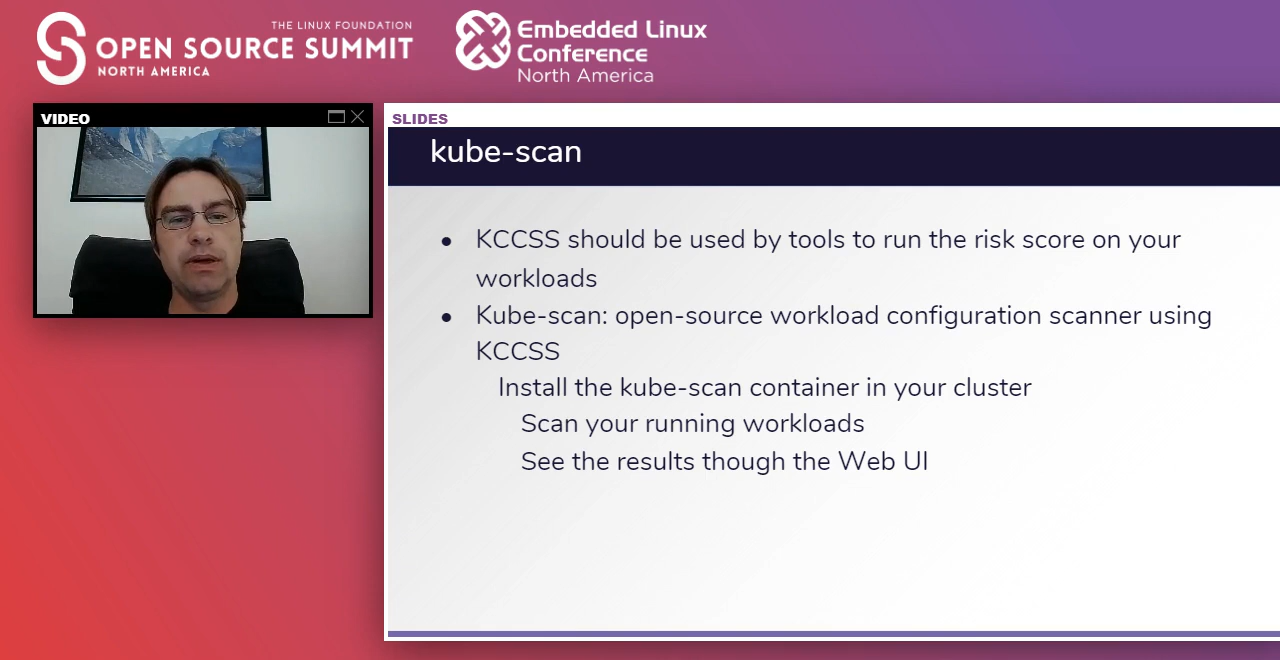 THE LINUX FOUNDATION
OPEN SOURCE SUMMIT
NORTH AMERICA
Embedded Linux
Conference
North America
VIDEO
SLIDES
kube-scan
• KCCSS should be used by tools to run the risk score on your
workloads
• Kube-scan: open-source workload configuration scanner using
KCCSS
Install the kube-scan container in your cluster
Scan your running workloads
See the results though the Web UI